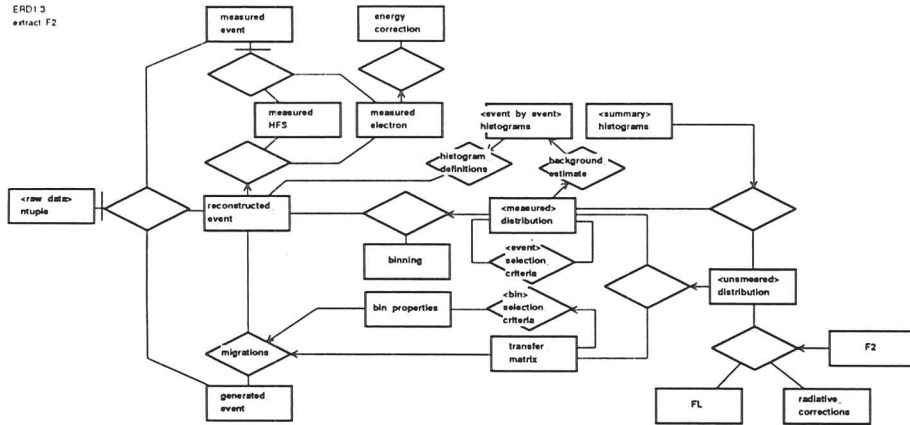 ERD1.3
extract F2
measured
event
energy
correction
measured
HFS
measured
electron
<event by event>
histograms
<summary>
histograms
histogram
definitions
background
estimate
<raw data>
ntuple
reconstructed
event
<measured>
distribution
binning
<event>
selection
criteria
<unsmeared>
distribution
bin properties
<bin>
selection
criteria
migrations
transfer
matrix
F2
generated
event
FL
radiative
corrections